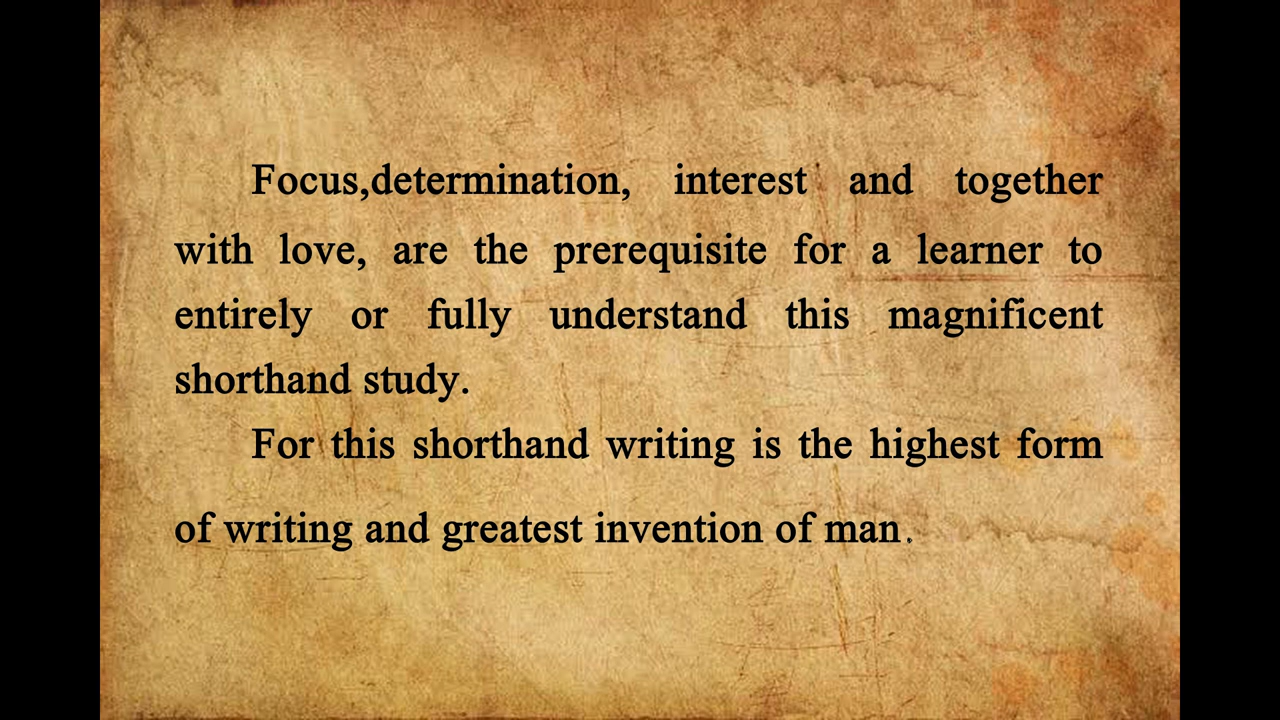 Focus,determination, interest and together
with love, are the prerequisite for a learner to
entirely or fully understand this magnificent
shorthand study.
For this shorthand writing is the highest form
of writing and greatest invention of man.